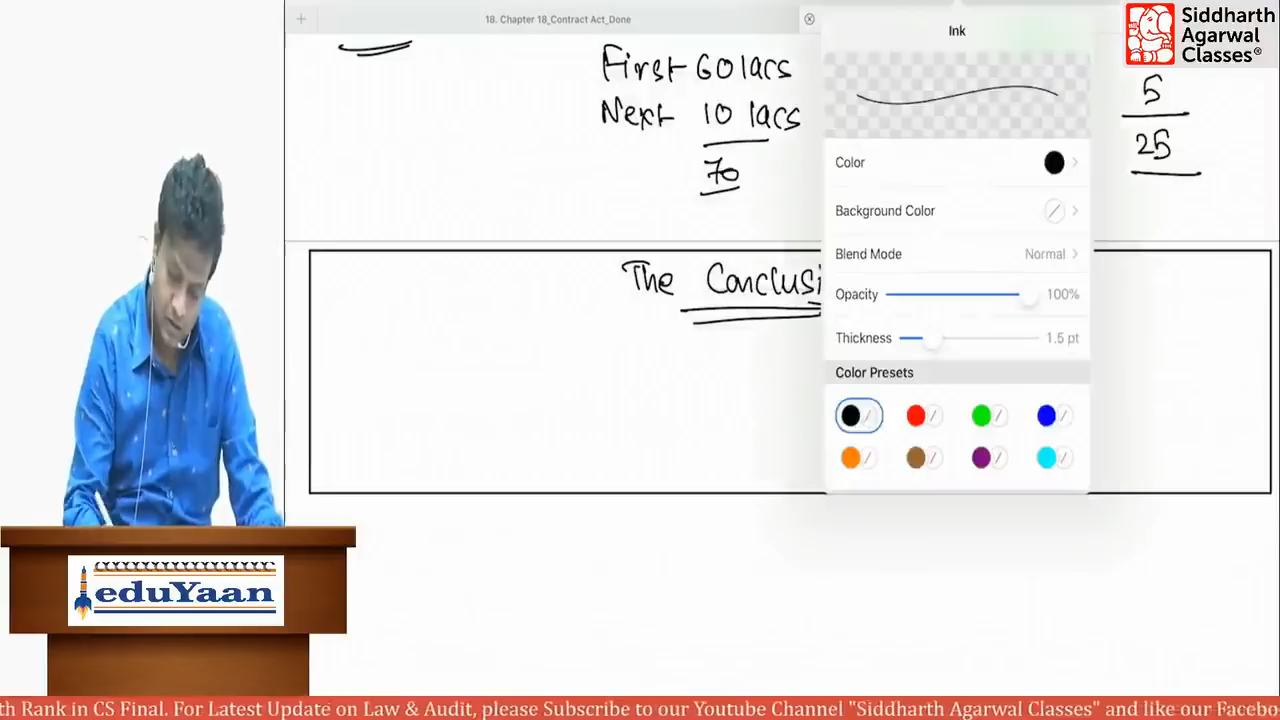 18. Chapter 18_Contract Act_Done
Siddharth
Agarwal
Classes®
Ink
First 60 lacs
Next 10 lacs
70
5
25
The Conclusi
Color
Background Color
Blend Mode Normal
Opacity 100%
Thickness 1.5 pt
Color Presets
eduYaan
th Rank in CS Final. For Latest Update on Law & Audit, please Subscribe to our Youtube Channel "Siddharth Agarwal Classes" and like our Facebo